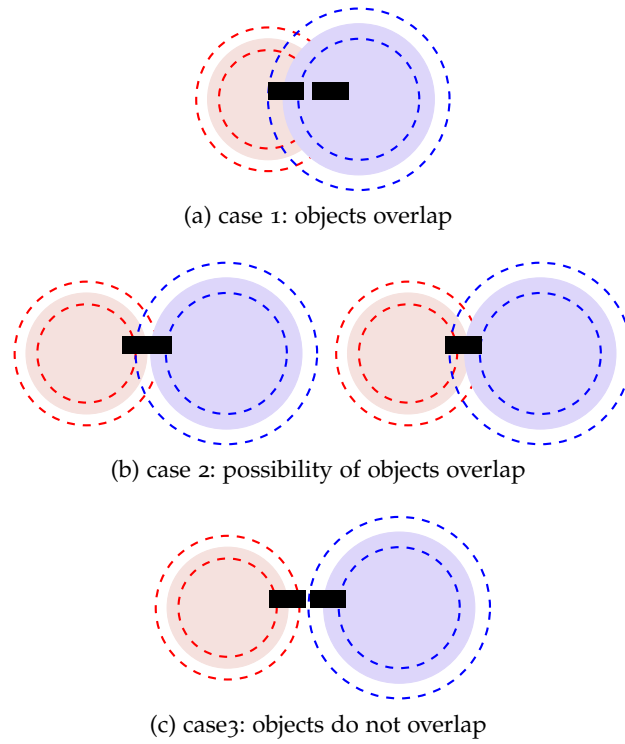 (a) case 1: objects overlap
(b) case 2: possibility of objects overlap
(c) case3: objects do not overlap